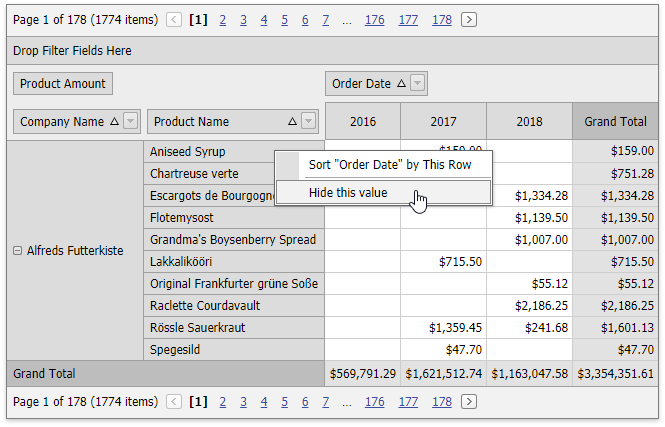 Page 1 of 178 (1774 items) < [1] 2 3 4 5 6 7 … 176 177 178 >
Drop Filter Fields Here
Product Amount Order Date
Company Name Product Name 2016 2017 2018 Grand Total
Aniseed Syrup $159.00 $159.00
Sort "Order Date" by This Row
Chartreuse verte $751.28
Hide this value
Escargots de Bourgogne $1,334.28 $1,334.28
Flotemysost $1,139.50 $1,139.50
Grandma's Boysenberry Spread $1,007.00 $1,007.00
Alfreds Futterkiste
Lakkalikööri $715.50 $715.50
Original Frankfurter grüne Soße $55.12 $55.12
Raclette Courdavault $2,186.25 $2,186.25
Rössle Sauerkraut $1,359.45 $241.68 $1,601.13
Spegesild $47.70 $47.70
Grand Total $569,791.29 $1,621,512.74 $1,163,047.58 $3,354,351.61
Page 1 of 178 (1774 items) < [1] 2 3 4 5 6 7 … 176 177 178 >